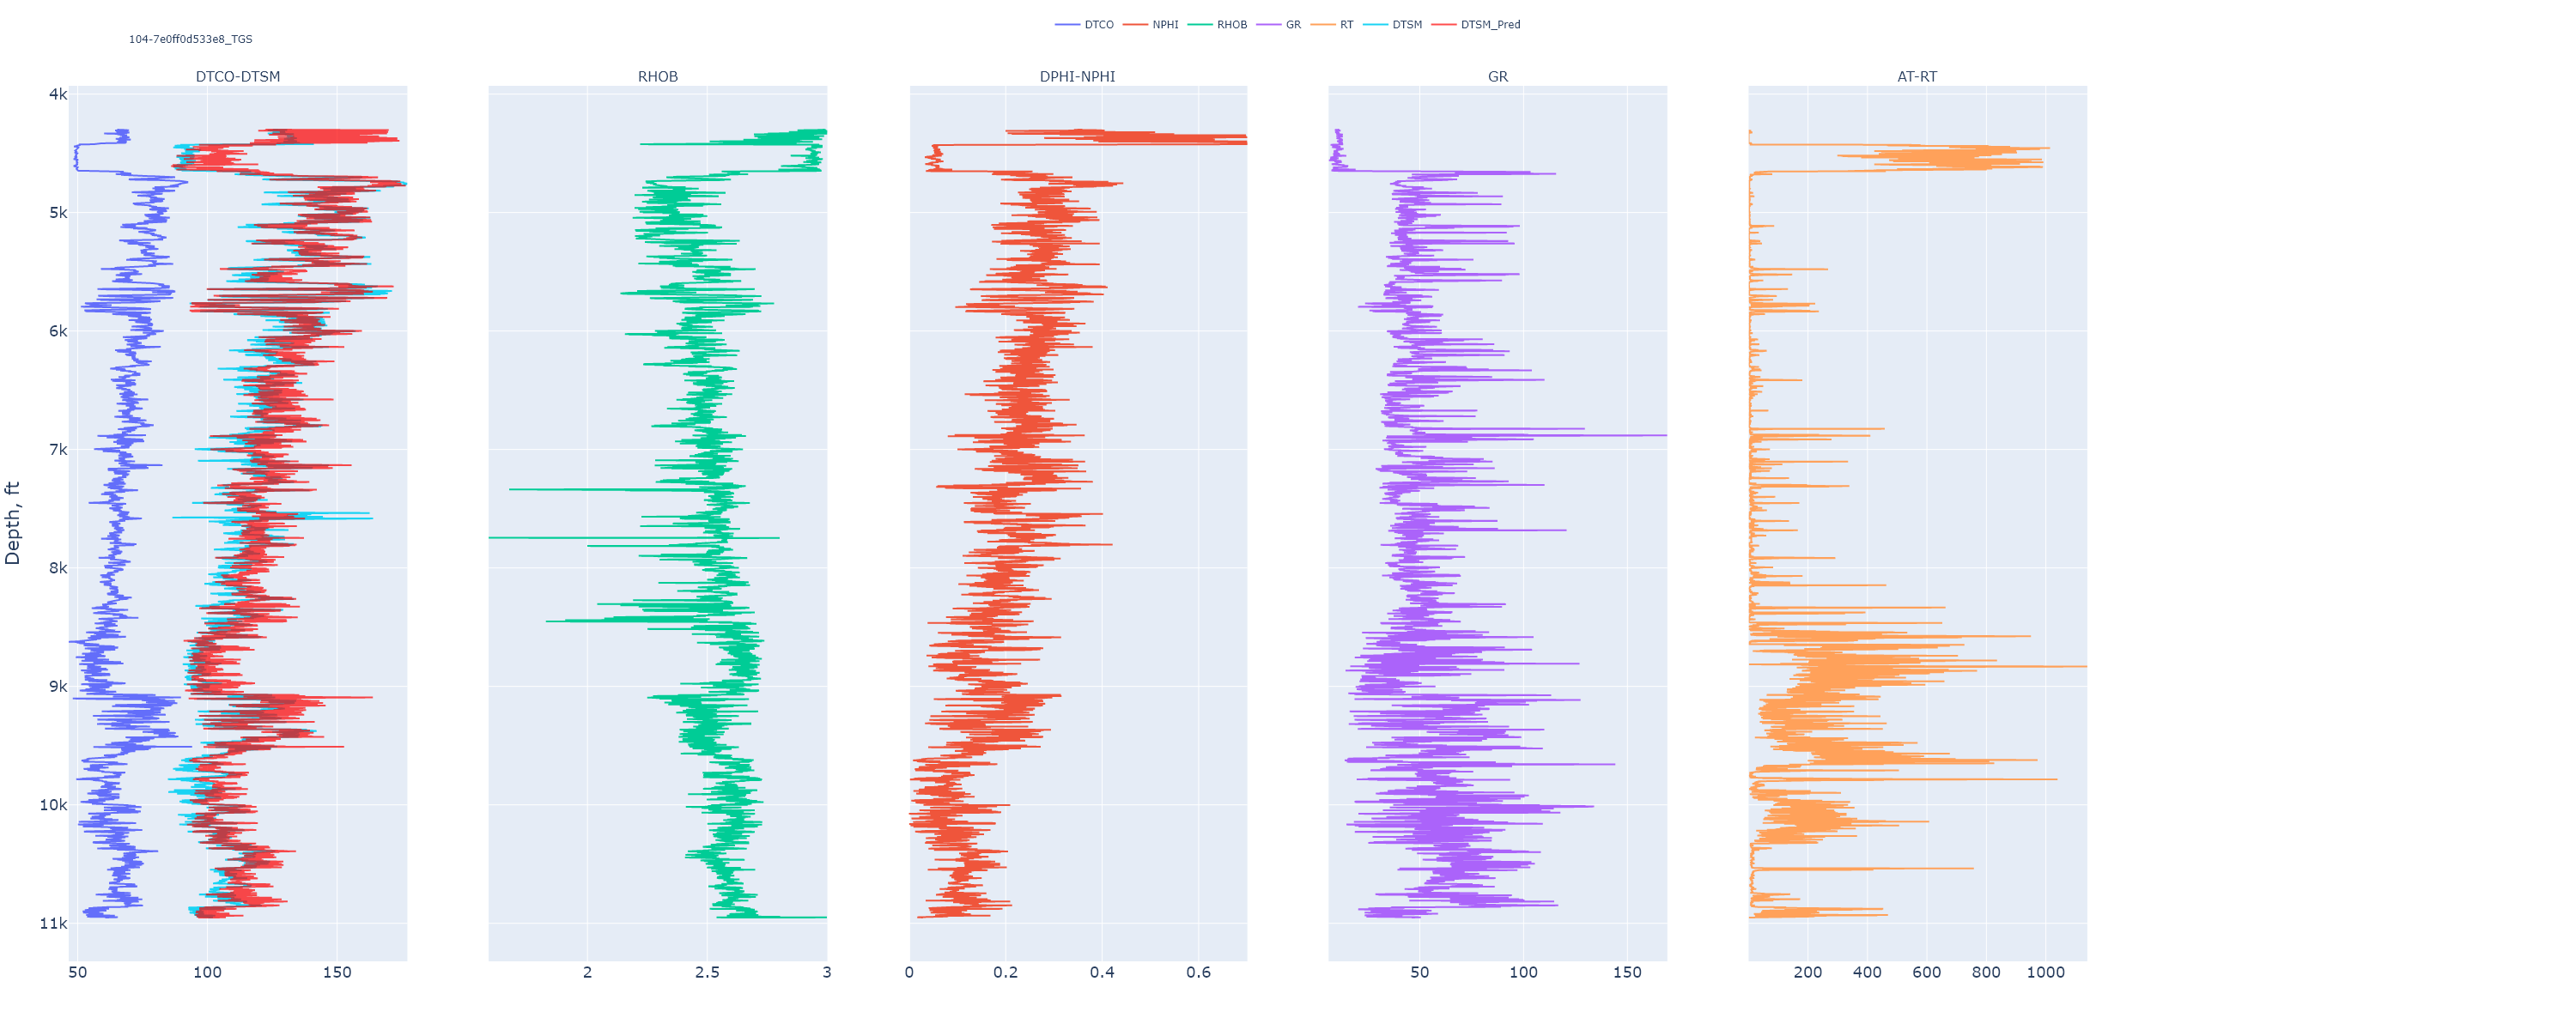 DTCO NPHI RHOB GR RT DTSM DTSM_Pred
104-7e0ff0d533e8_TGS
DTCO-DTSM RHOB DPHI-NPHI GR AT-RT
4k
5k
6k
7k
8k
9k
10k
11k
Depth, ft
50 100 150 2 2.5 3 0 0.2 0.4 0.6 50 100 150 200 400 600 800 1000